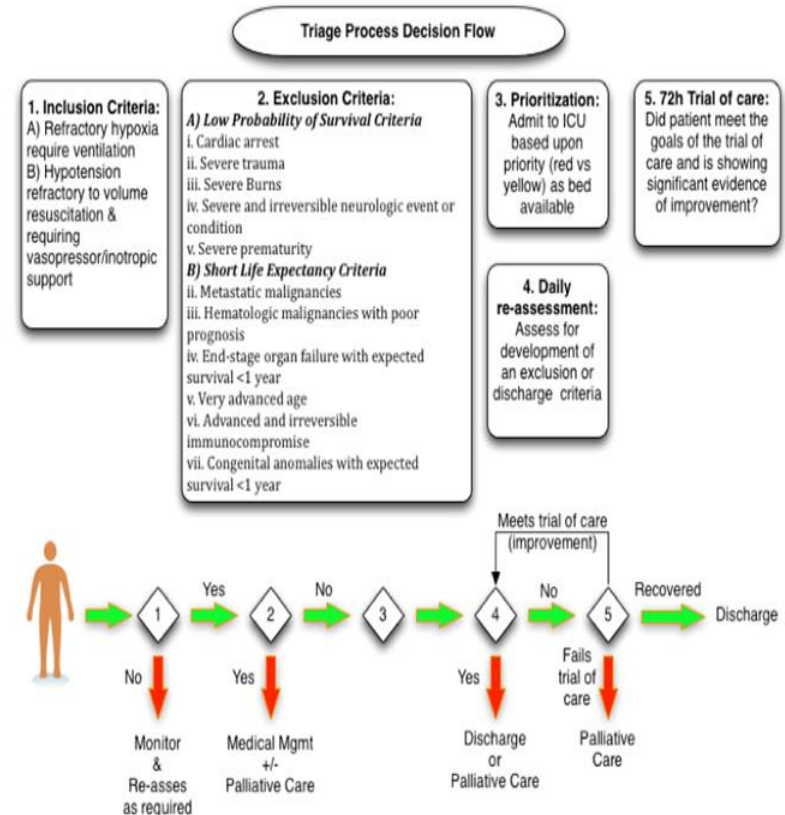 Triage Process Decision Flow
1. Inclusion Criteria:
A) Refractory hypoxia
require ventilation
B) Hypotension
refractory to volume
resuscitation &
requiring
vasopressor/inotropic
support
2. Exclusion Criteria:
A) Low Probability of Survival Criteria
i. Cardiac arrest
ii. Severe trauma
iii. Severe Burns
iv. Severe and irreversible neurologic event or
condition
v. Severe prematurity
B) Short Life Expectancy Criteria
ii. Metastatic malignancies
iii. Hematologic malignancies with poor
prognosis
iv. End-stage organ failure with expected
survival <1 year
v. Very advanced age
vi. Advanced and irreversible
immunocompromise
vii. Congenital anomalies with expected
survival <1 year
3. Prioritization:
Admit to ICU
based upon
priority (red vs
yellow) as bed
available
4. Daily
re-assessment:
Assess for
development of
an exclusion or
discharge criteria
5. 72h Trial of care:
Did patient meet the
goals of the trial of
care and is showing
significant evidence
of improvement?
Meets trial of care
(improvement)
Yes
No
No
Recovered
1
2
3
4
5
Discharge
No
Yes
Yes
Fails
trial of
care
Monitor
&
Re-asses
as required
Medical Mgmt
+/-
Palliative Care
Discharge
or
Palliative Care
Palliative
Care